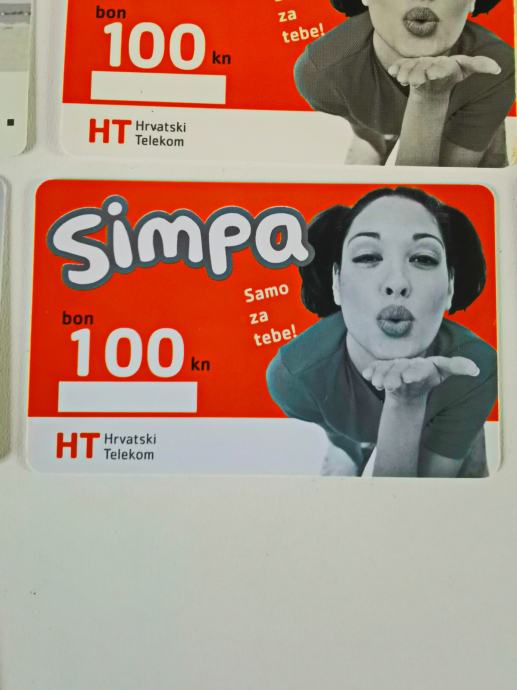 bon
100 kn
za
tebe!
HT Hrvatski
Telekom
simpa
Samo
za
tebe!
bon
100 kn
HT Hrvatski
Telekom